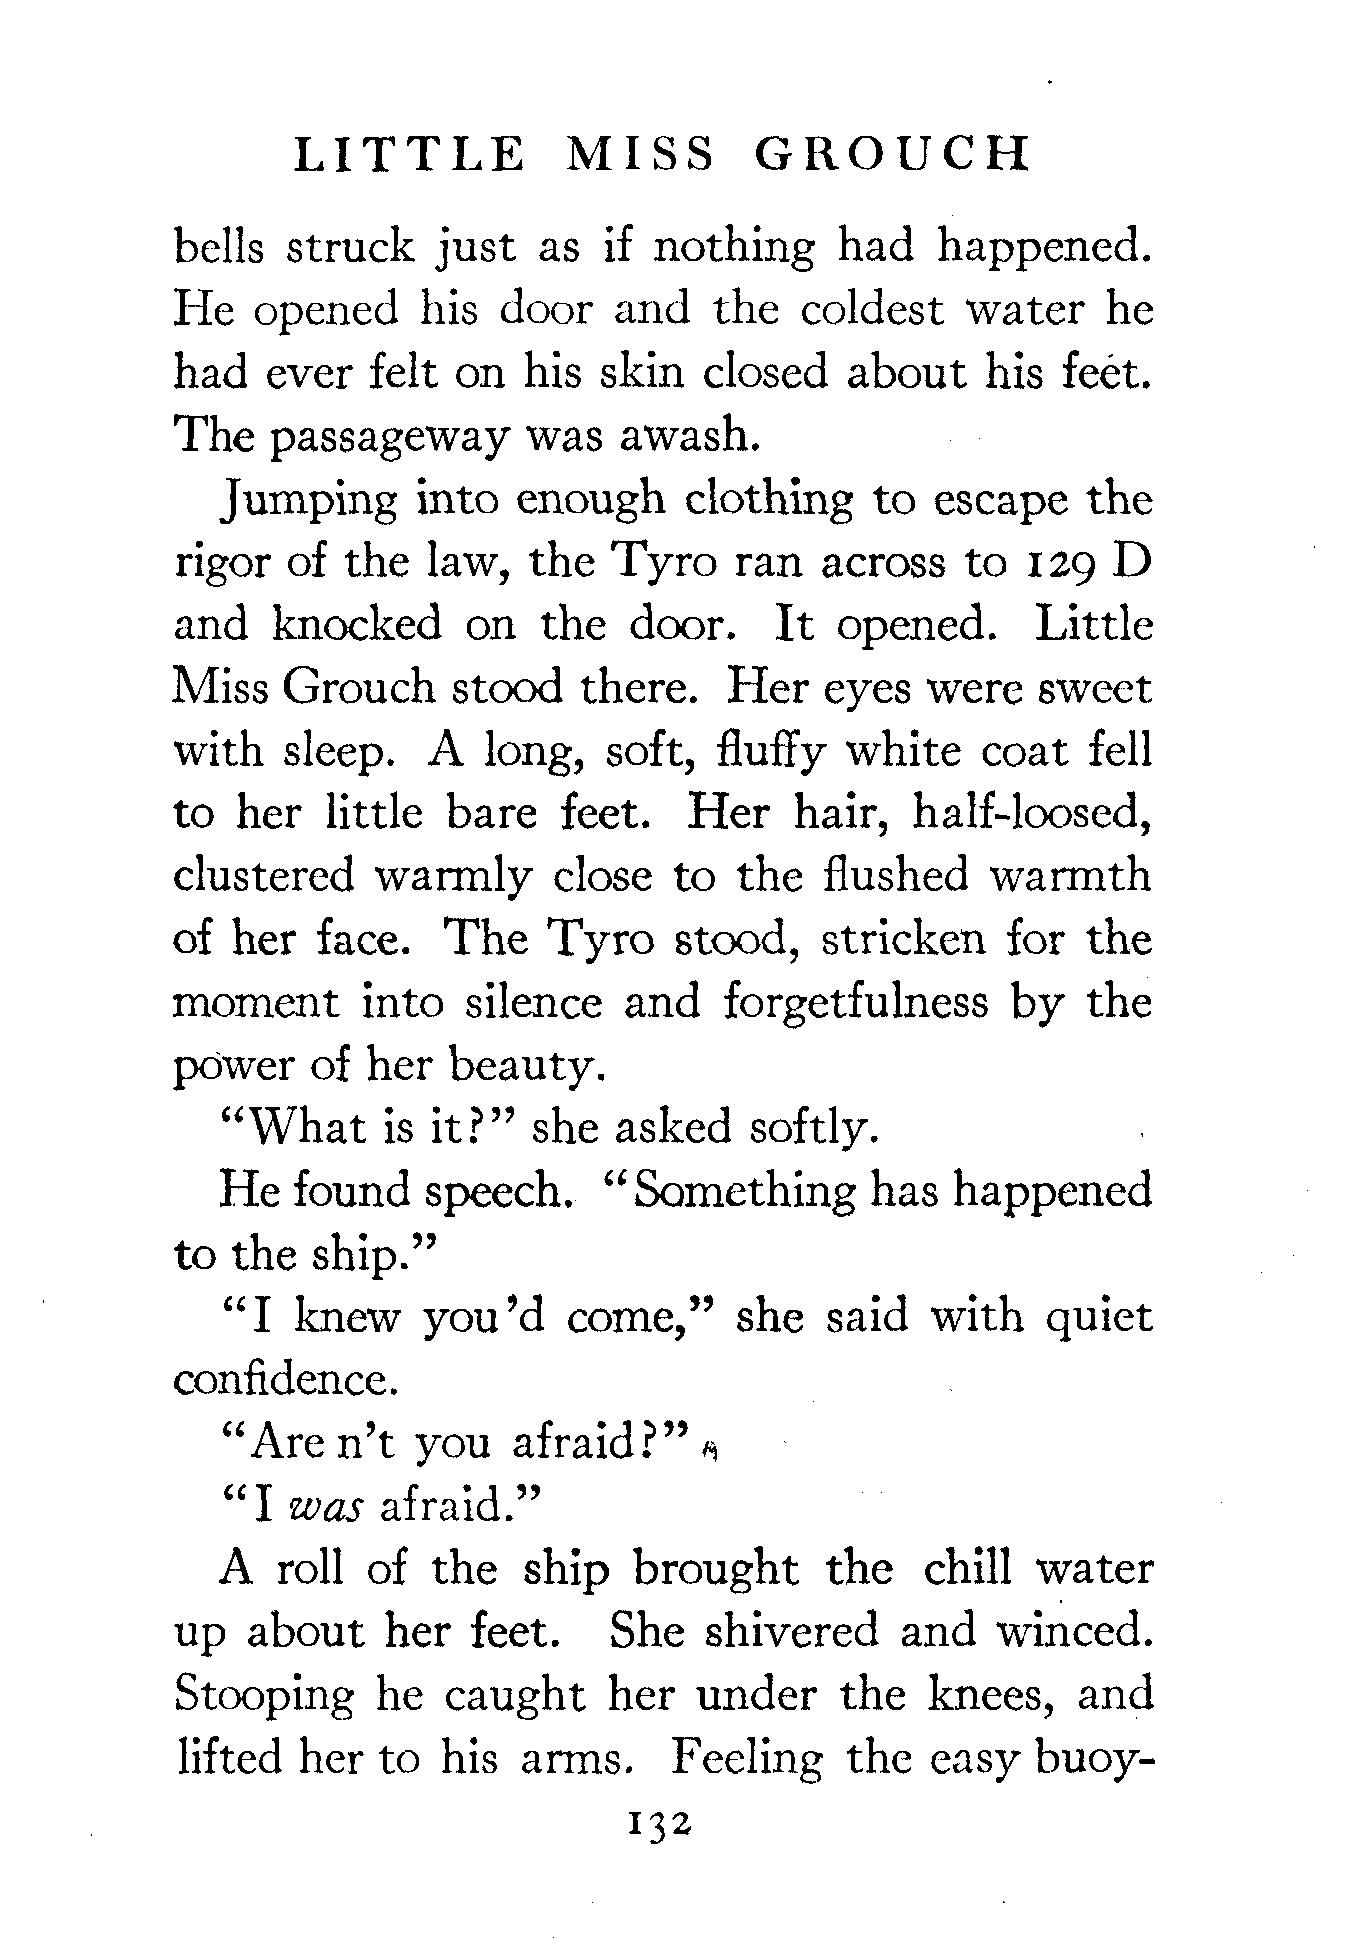 LITTLE MISS GROUCH
bells struck just as if nothing had happened.
He opened his door and the coldest water he
had ever felt on his skin closed about his feet.
The passageway was awash.
Jumping into enough clothing to escape the
rigor of the law, the Tyro ran across to 129 D
and knocked on the door. It opened. Little
Miss Grouch stood there. Her eyes were sweet
with sleep. A long, soft, fluffy white coat fell
to her little bare feet. Her hair, half-loosed,
clustered warmly close to the flushed warmth
of her face. The Tyro stood, stricken for the
moment into silence and forgetfulness by the
power of her beauty.
“What is it?” she asked softly.
He found speech. “Something has happened
to the ship.”
“I knew you’d come,” she said with quiet
confidence.
“Are n’t you afraid?”
“I was afraid.”
A roll of the ship brought the chill water
up about her feet. She shivered and winced.
Stooping he caught her under the knees, and
lifted her to his arms. Feeling the easy buoy-
132